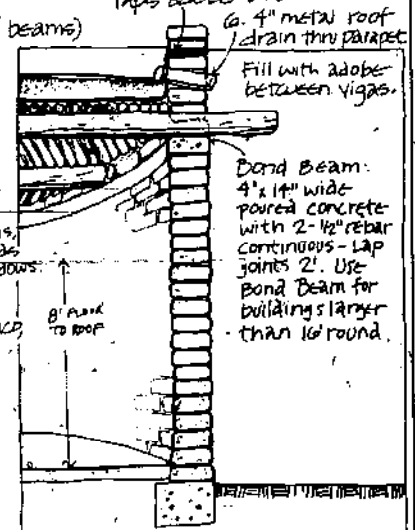 beams)
6. 4" metal roof
drain thru parapet
Fill with adobe
between vigas.
Bond Beam:
4" x 14" wide
poured concrete
with 2-1/2" rebar
continuous - Lap
joints 2'. Use
Bond Beam for
buildings larger
than 16' round.
8' FLOOR
TO ROOF